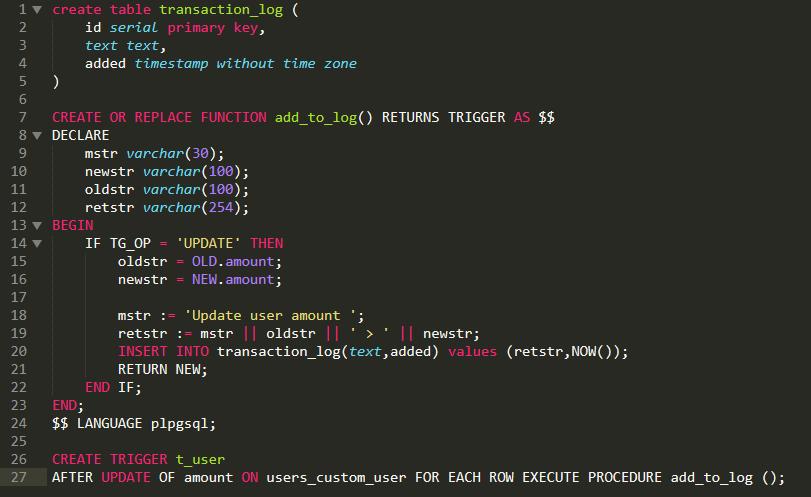 1 create table transaction_log (
2     id serial primary key,
3     text text,
4     added timestamp without time zone
5 )
6
7 CREATE OR REPLACE FUNCTION add_to_log() RETURNS TRIGGER AS $$
8 DECLARE
9     mstr varchar(30);
10     newstr varchar(100);
11     oldstr varchar(100);
12     retstr varchar(254);
13 BEGIN
14     IF TG_OP = 'UPDATE' THEN
15         oldstr = OLD.amount;
16         newstr = NEW.amount;
17
18         mstr := 'Update user amount ';
19         retstr := mstr || oldstr || ' > ' || newstr;
20         INSERT INTO transaction_log(text,added) values (retstr,NOW());
21         RETURN NEW;
22     END IF;
23 END;
24 $$ LANGUAGE plpgsql;
25
26 CREATE TRIGGER t_user
27 AFTER UPDATE OF amount ON users_custom_user FOR EACH ROW EXECUTE PROCEDURE add_to_log ();